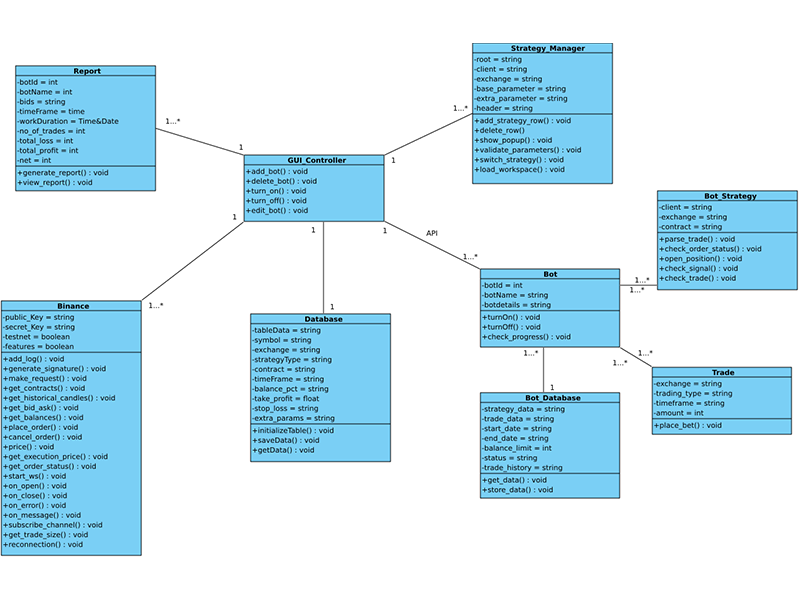 Strategy_Manager
-root = string
-client = string
-exchange = string
-base_parameter = string
-extra_parameter = string
-header = string
+add_strategy_row() : void
+delete_row()
+show_popup() : void
+validate_parameters() : void
+switch_strategy() : void
+load_workspace() : void
Report
-botId = int
-botName = int
-bids = string
-timeFrame = time
-workDuration = Time&Date
-no_of_trades = int
-total_loss = int
-total_profit = int
-net = int
+generate_report() : void
+view_report() : void
1...*
1
1...*
1
GUI_Controller
+add_bot() : void
+delete_bot() : void
+turn_on() : void
+turn_off() : void
+edit_bot() : void
1
1
1
API
1...*
1...*
1
Bot_Strategy
-client = string
-exchange = string
-contract = string
+parse_trade() : void
+check_order_status() : void
+open_position() : void
+check_signal() : void
+check_trade() : void
Bot
-botId = int
-botName = string
-botdetails = string
+turnOn() : void
+turnOff() : void
+check_progress() : void
1...*
1...*
Binance
-public_Key = string
-secret_Key = string
-testnet = boolean
-features = boolean
+add_log() : void
+generate_signature() : void
+make_request() : void
+get_contracts() : void
+get_historical_candles() : void
+get_bid_ask() : void
+get_balances() : void
+place_order() : void
+cancel_order() : void
+price() : void
+get_execution_price() : void
+get_order_status() : void
+start_ws() : void
+on_open() : void
+on_close() : void
+on_error() : void
+on_message() : void
+subscribe_channel() : void
+get_trade_size() : void
+reconnection() : void
Database
-tableData = string
-symbol = string
-exchange = string
-strategyType = string
-contract = string
-timeFrame = string
-balance_pct = string
-take_profit = float
-stop_loss = string
-extra_params = string
+initializeTable() : void
+saveData() : void
+getData() : void
1...*
1
1...*
1...*
Bot_Database
-strategy_data = string
-trade_data = string
-start_date = string
-end_date = string
-balance_limit = int
-status = string
-trade_history = string
+get_data() : void
+store_data() : void
Trade
-exchange = string
-trading_type = string
-timeframe = string
-amount = int
+place_bet() : void